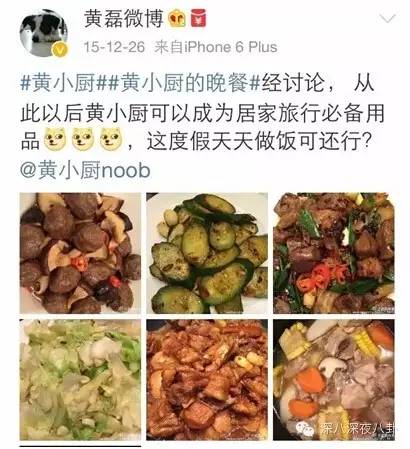 黄磊微博
15-12-26 来自iPhone 6 Plus
#黄小厨##黄小厨的晚餐#经讨论，从
此以后黄小厨可以成为居家旅行必备用
品，这度假天天做饭可还行？
@黄小厨noob
深八深夜八卦